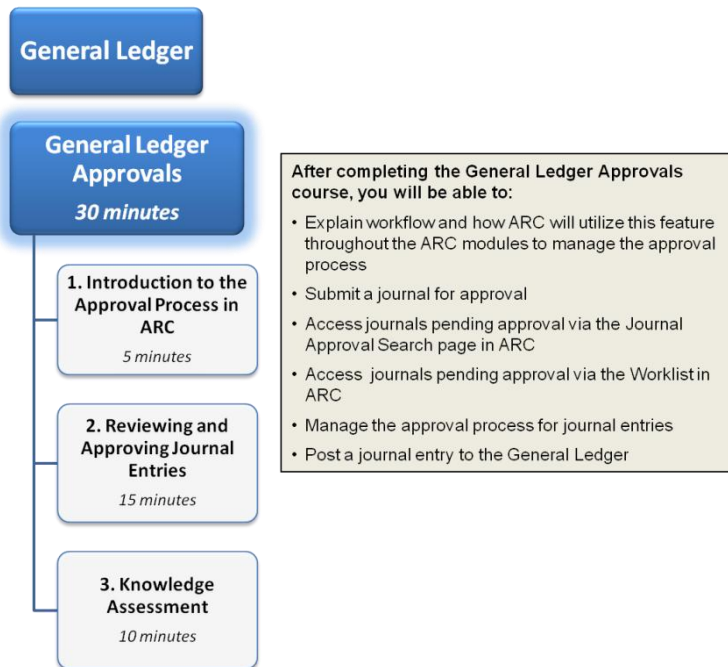 General Ledger
General Ledger
Approvals
30 minutes
1. Introduction to the
Approval Process in
ARC
5 minutes
2. Reviewing and
Approving Journal
Entries
15 minutes
3. Knowledge
Assessment
10 minutes
After completing the General Ledger Approvals
course, you will be able to:
• Explain workflow and how ARC will utilize this feature
throughout the ARC modules to manage the approval
process
• Submit a journal for approval
• Access journals pending approval via the Journal
Approval Search page in ARC
• Access journals pending approval via the Worklist in
ARC
• Manage the approval process for journal entries
• Post a journal entry to the General Ledger